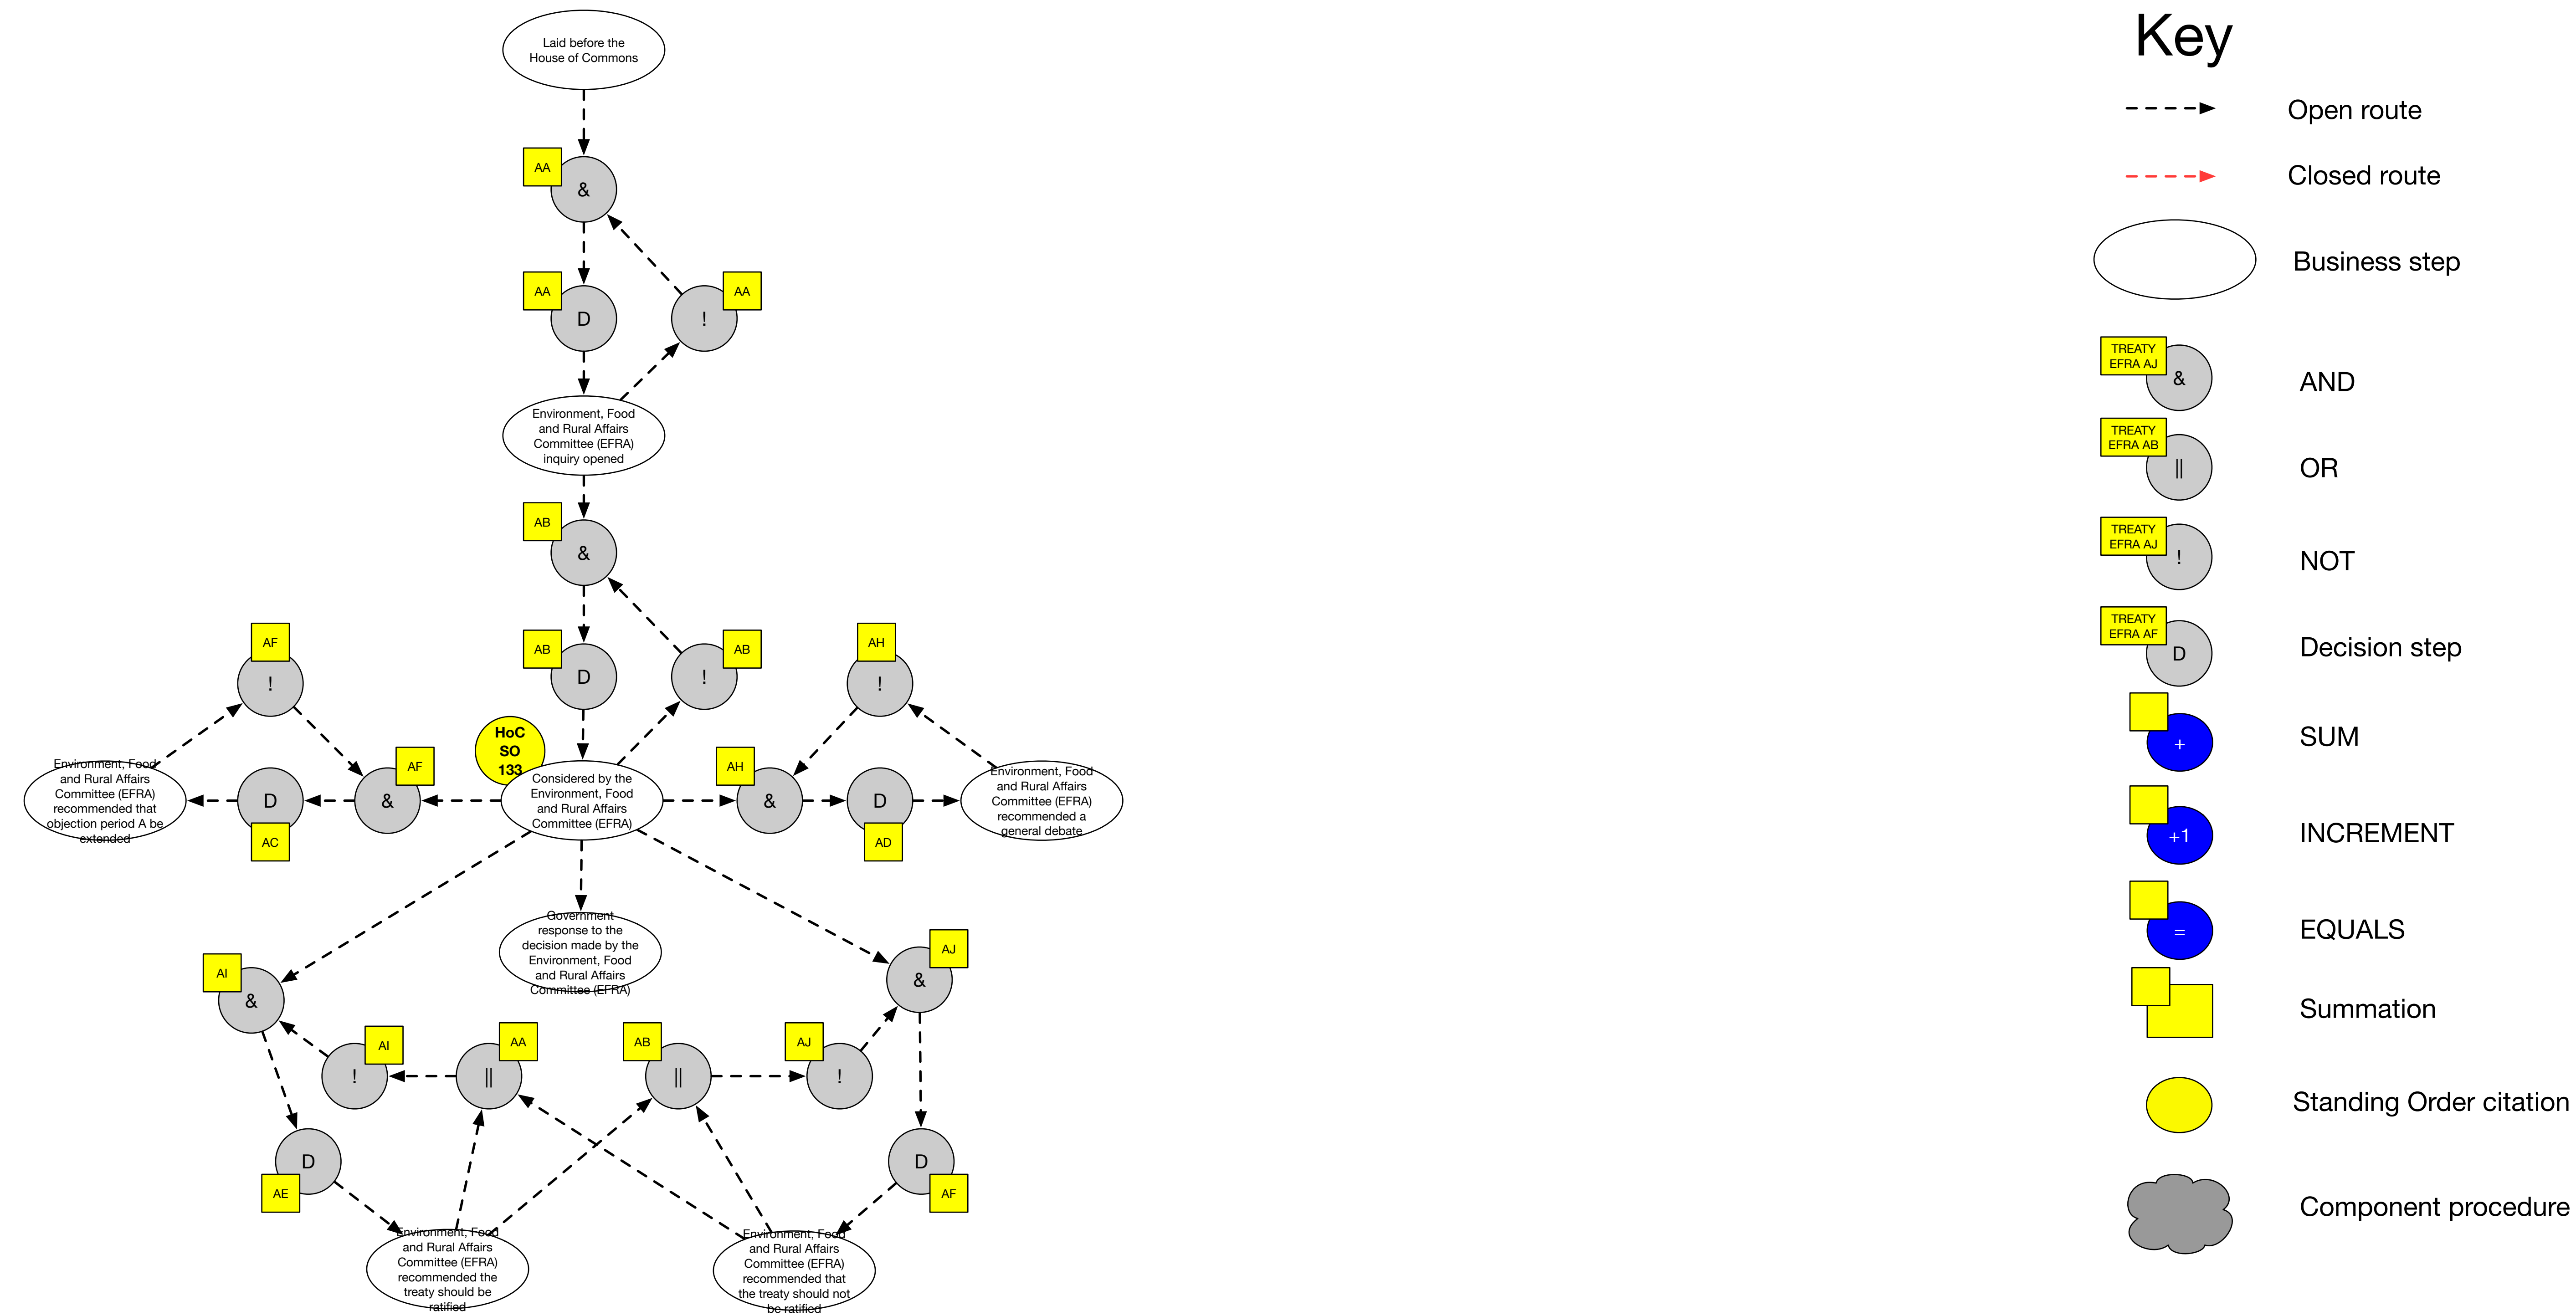 Laid before the
House of Commons
AA
&
AA
D
!
AA
Environment, Food
and Rural Affairs
Committee (EFRA)
inquiry opened
AB
&
AB
D
!
AB
AF
!
AH
!
HoC
SO
133
Environment, Food
and Rural Affairs
Committee (EFRA)
recommended that
objection period A be
extended
D
AC
&
AF
Considered by the
Environment, Food
and Rural Affairs
Committee (EFRA)
AH
&
D
AD
Environment, Food
and Rural Affairs
Committee (EFRA)
recommended a
general debate
Government
response to the
decision made by the
Environment, Food
and Rural Affairs
Committee (EFRA)
AI
&
AJ
&
!
AI
||
AA
AB
||
AJ
!
D
AE
D
AF
Environment, Food
and Rural Affairs
Committee (EFRA)
recommended the
treaty should be
ratified
Environment, Food
and Rural Affairs
Committee (EFRA)
recommended that
the treaty should not
be ratified
Key
Open route
Closed route
Business step
TREATY
EFRA AJ
&
AND
TREATY
EFRA AB
||
OR
TREATY
EFRA AJ
!
NOT
TREATY
EFRA AF
D
Decision step
+
SUM
+1
INCREMENT
=
EQUALS
Summation
Standing Order citation
Component procedure